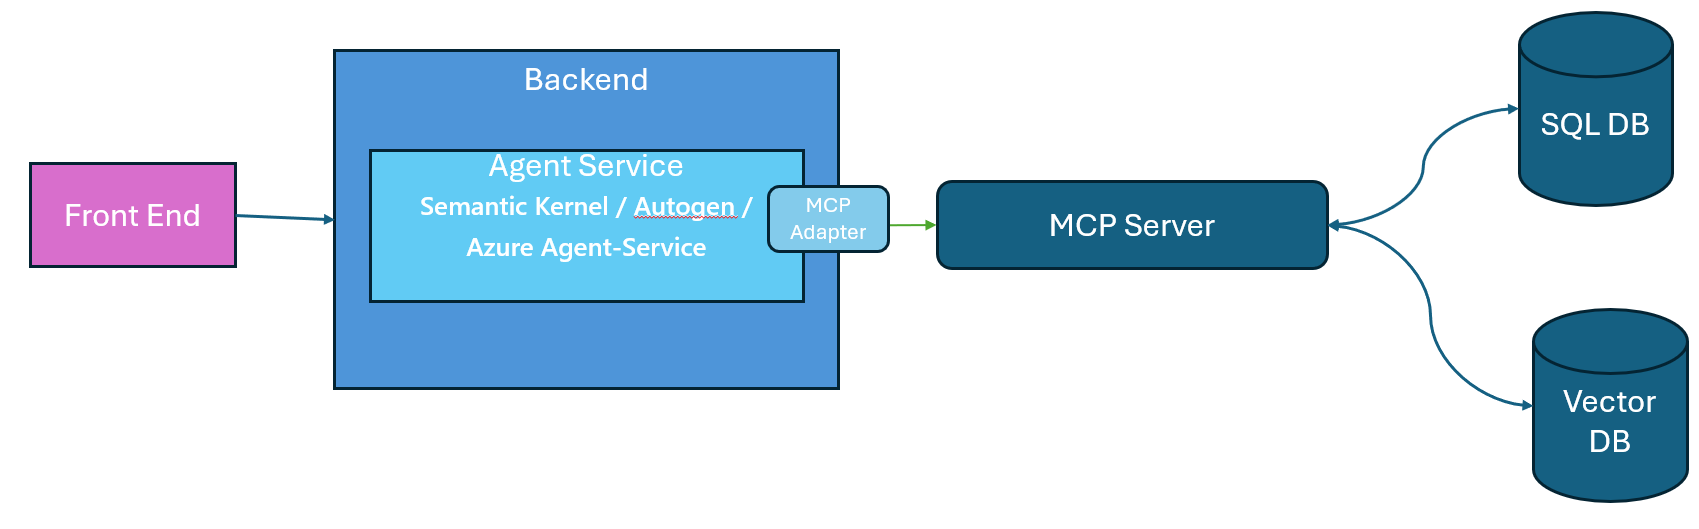 Front End
Backend
Agent Service
Semantic Kernel / Autogen /
Azure Agent-Service
MCP
Adapter
MCP Server
SQL DB
Vector
DB